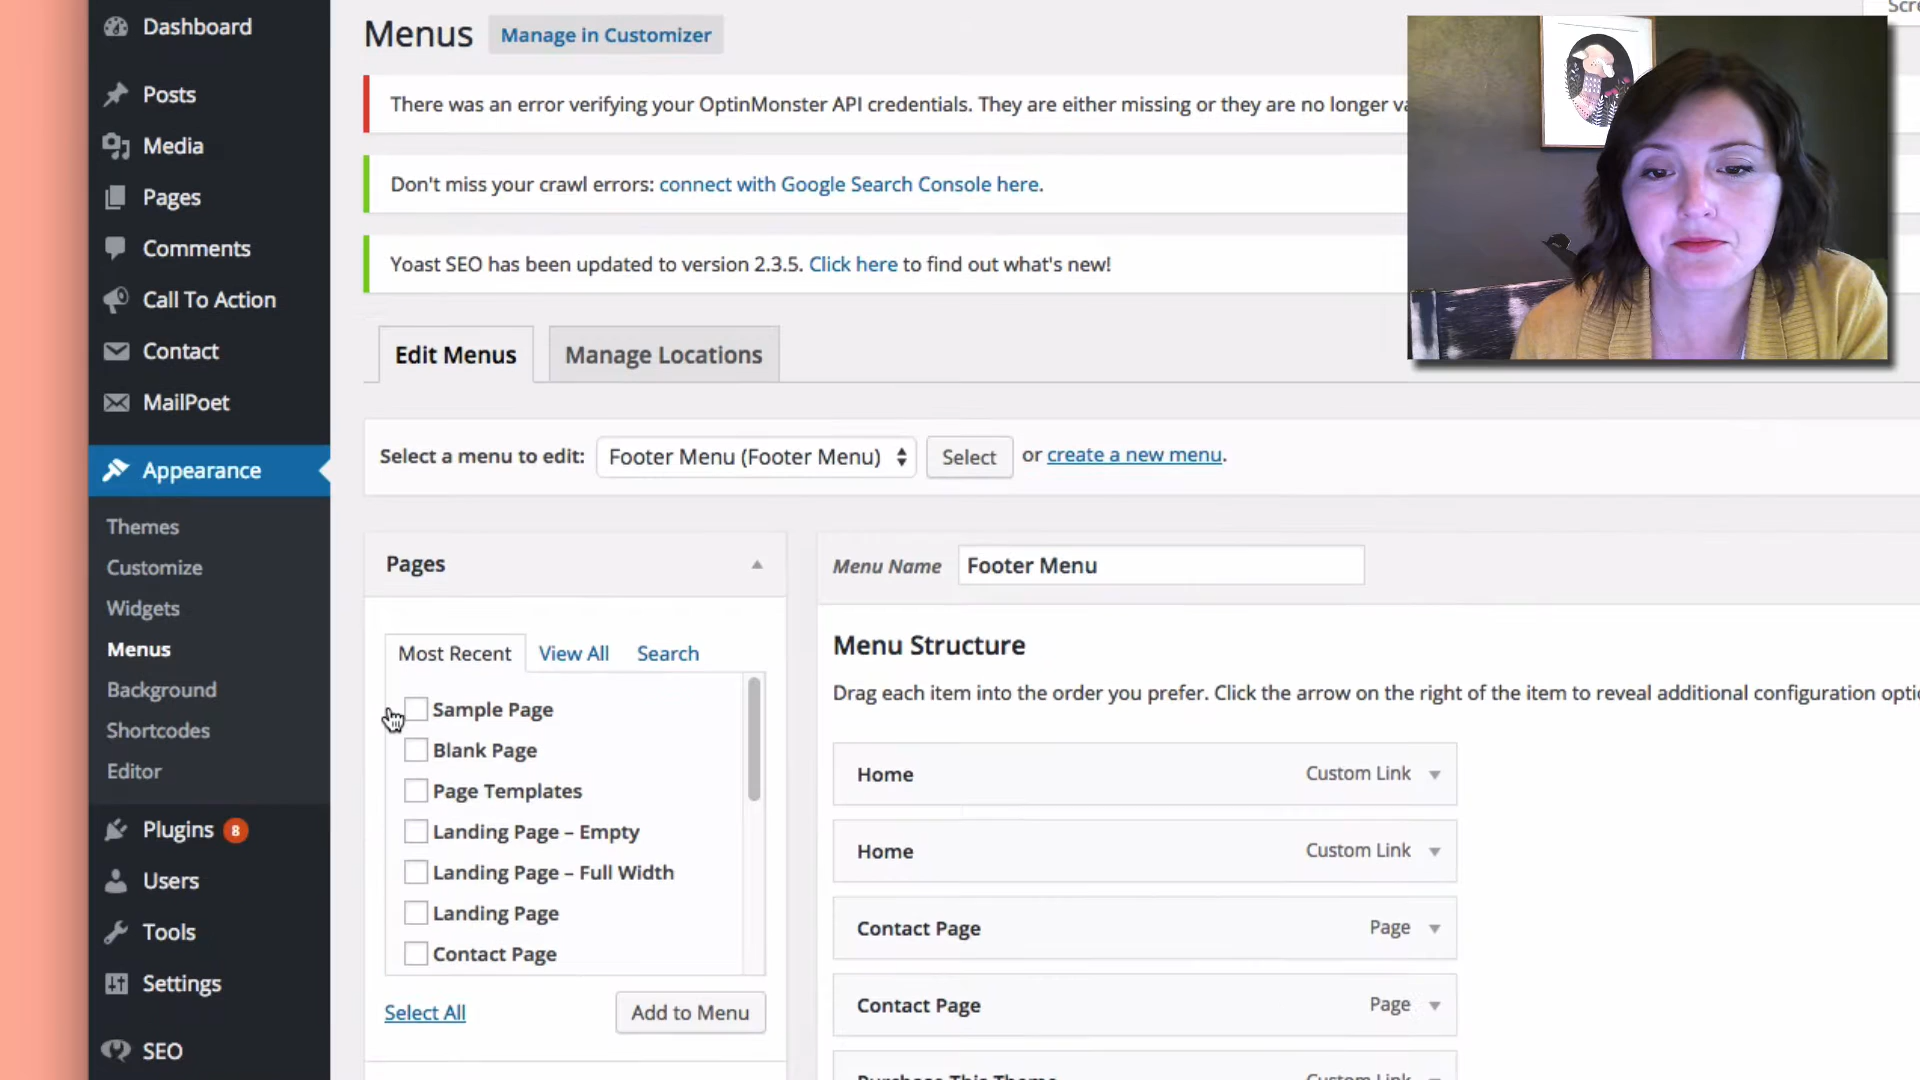 Dashboard
Posts
Media
Pages
Comments
Call To Action
Contact
MailPoet
Appearance
Themes
Customize
Widgets
Menus
Background
Shortcodes
Editor
Plugins 8
Users
Tools
Settings
SEO
Menus Manage in Customizer
There was an error verifying your OptinMonster API credentials. They are either missing or they are no longer
Don't miss your crawl errors: connect with Google Search Console here.
Yoast SEO has been updated to version 2.3.5. Click here to find out what's new!
Edit Menus Manage Locations
Select a menu to edit: Footer Menu (Footer Menu) Select or create a new menu.
Pages
Most Recent View All Search
Sample Page
Blank Page
Page Templates
Landing Page – Empty
Landing Page – Full Width
Landing Page
Contact Page
Select All Add to Menu
Menu Name Footer Menu
Menu Structure
Drag each item into the order you prefer. Click the arrow on the right of the item to reveal additional configuration
Home Custom Link
Home Custom Link
Contact Page Page
Contact Page Page
Purchase This Theme Custom Link